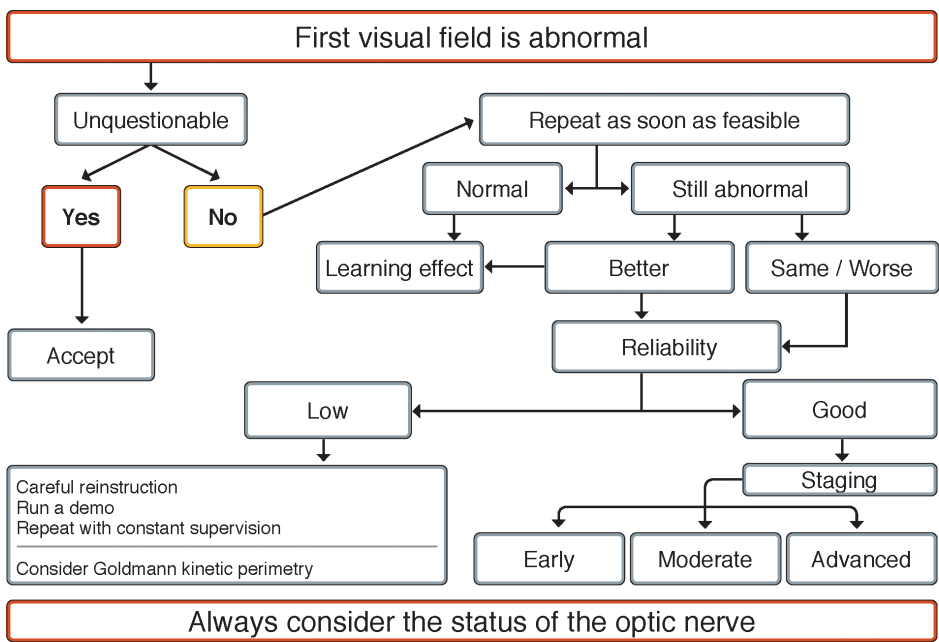 First visual field is abnormal
Unquestionable
Repeat as soon as feasible
Yes
No
Normal
Still abnormal
Learning effect
Better
Same / Worse
Accept
Reliability
Low
Good
Careful reinstruction
Run a demo
Repeat with constant supervision
Consider Goldmann kinetic perimetry
Staging
Early
Moderate
Advanced
Always consider the status of the optic nerve